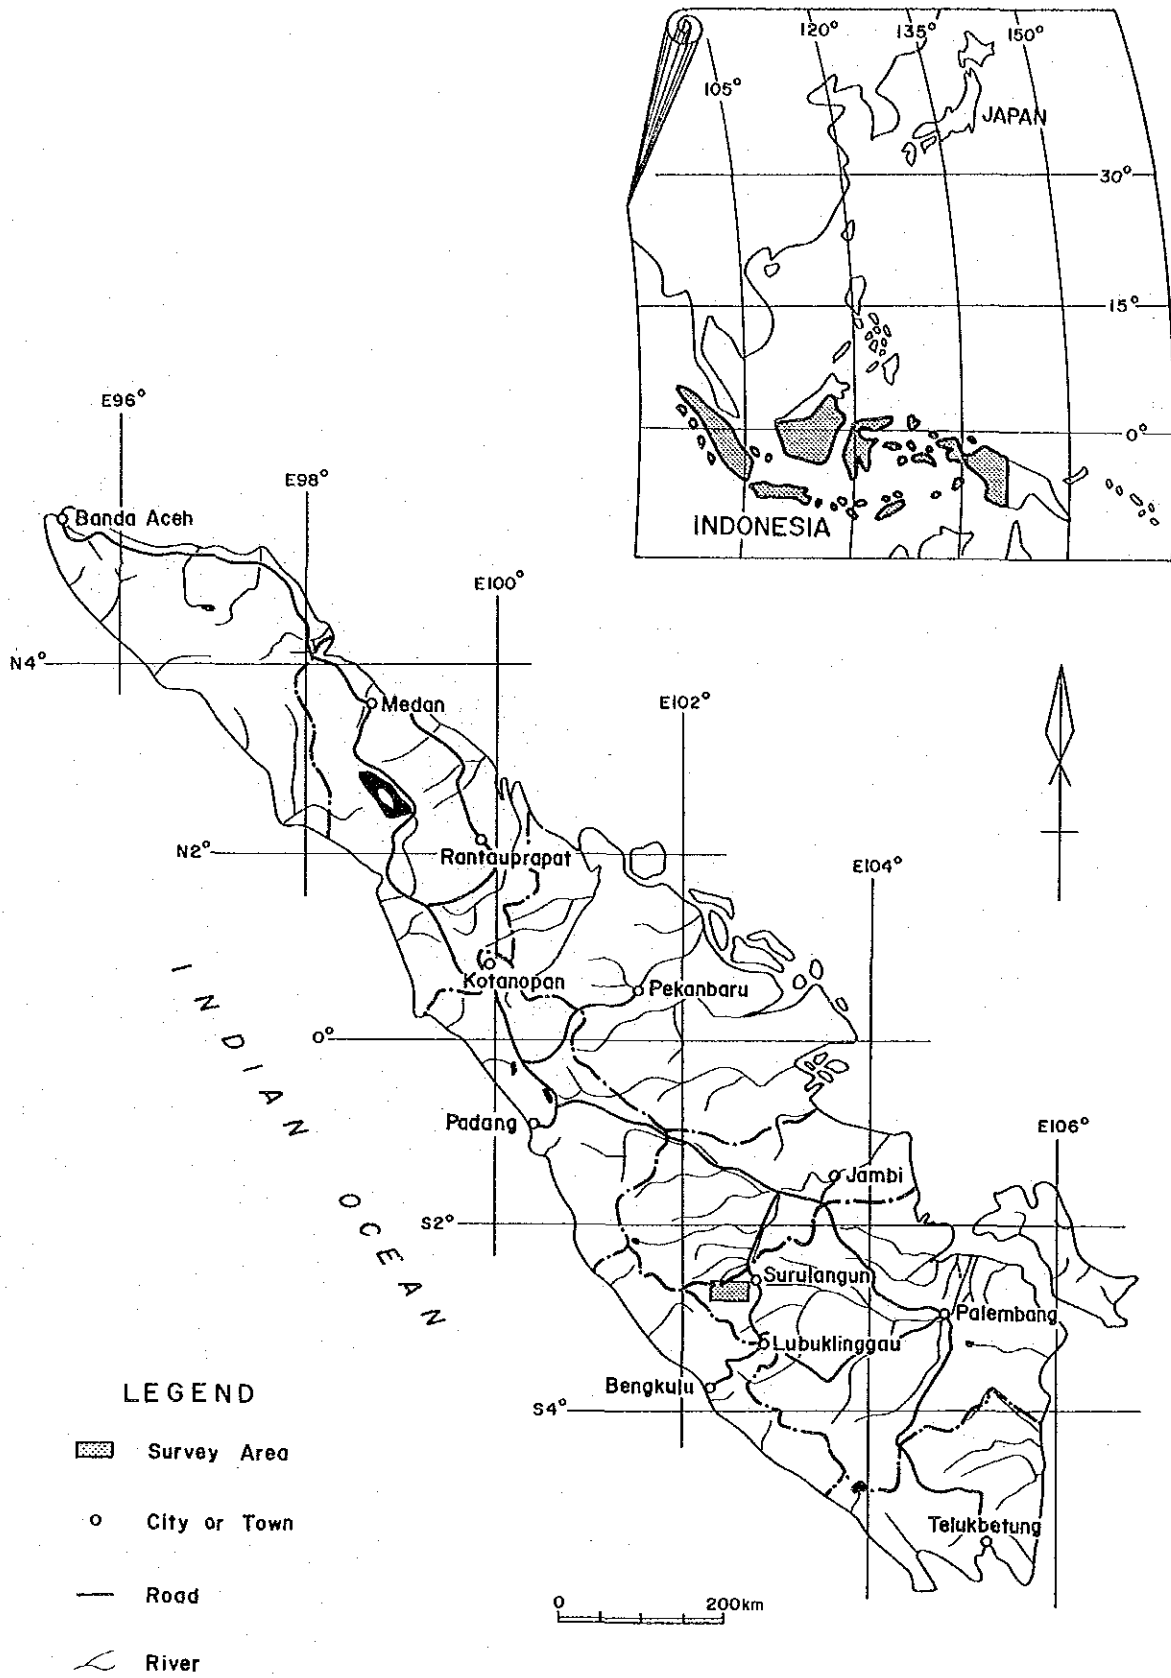 120°
135°
150°
105°
JAPAN
30°
15°
0°
INDONESIA
E96°
E98°
Banda Aceh
E100°
N4°
Medan
E102°
N2°
Rantauprapat
E104°
Kotanopan
Pekanbaru
0°
INDIAN OCEAN
Padang
E106°
Jambi
S2°
Surulangun
Palembang
Lubuklinggau
Bengkulu
S4°
LEGEND
Survey Area
City or Town
Telukbetung
Road
0 200km
River